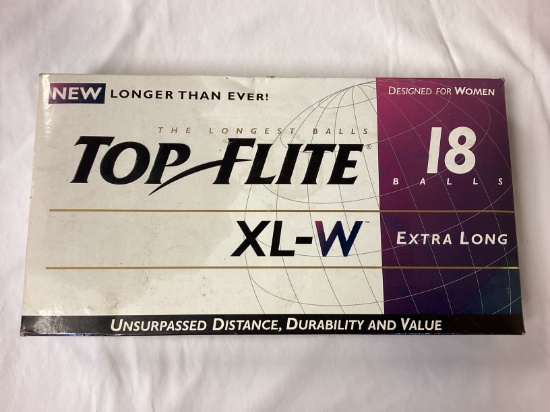 NEW LONGER THAN EVER!
DESIGNED FOR WOMEN
THE LONGEST BALLS
TOP FLITE®
18
BALLS
XL-W™
EXTRA LONG
UNSURPASSED DISTANCE, DURABILITY AND VALUE